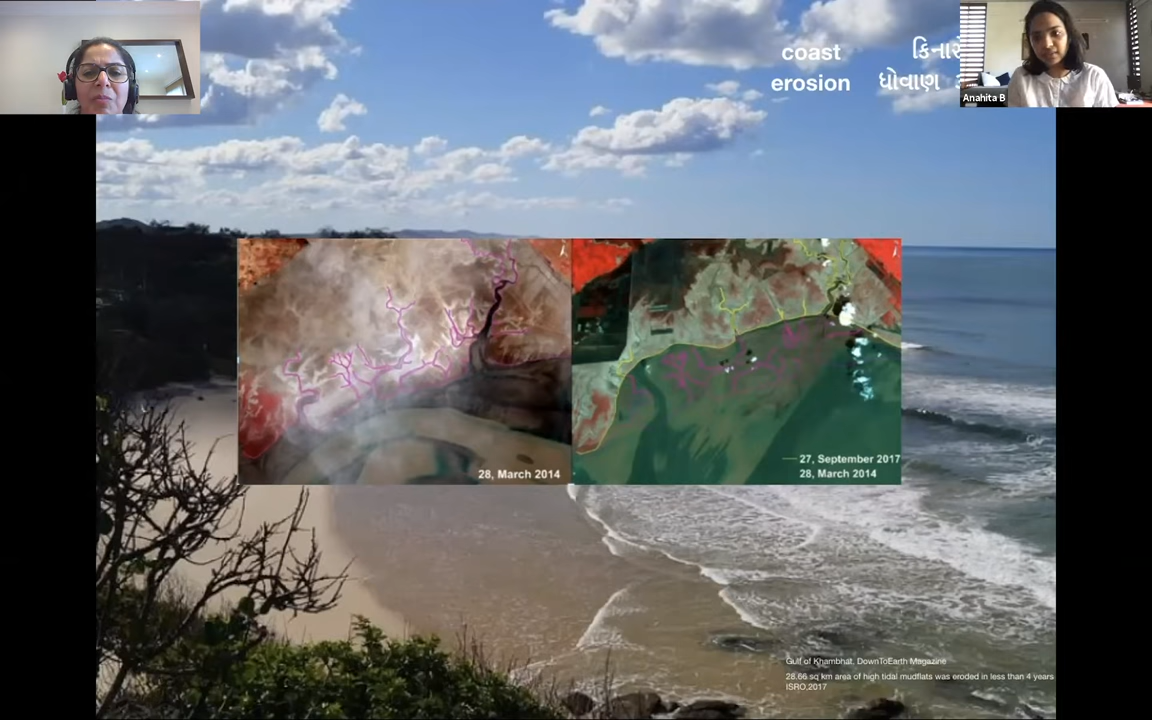 coast
erosion
ધોવાણ
Anahita B
28, March 2014
27, September 2017
28, March 2014
Gulf of Khambhat, DownToEarth Magazine
28.66 sq km area of high tidal mudflats was eroded in less than 4 years
ISRO,2017